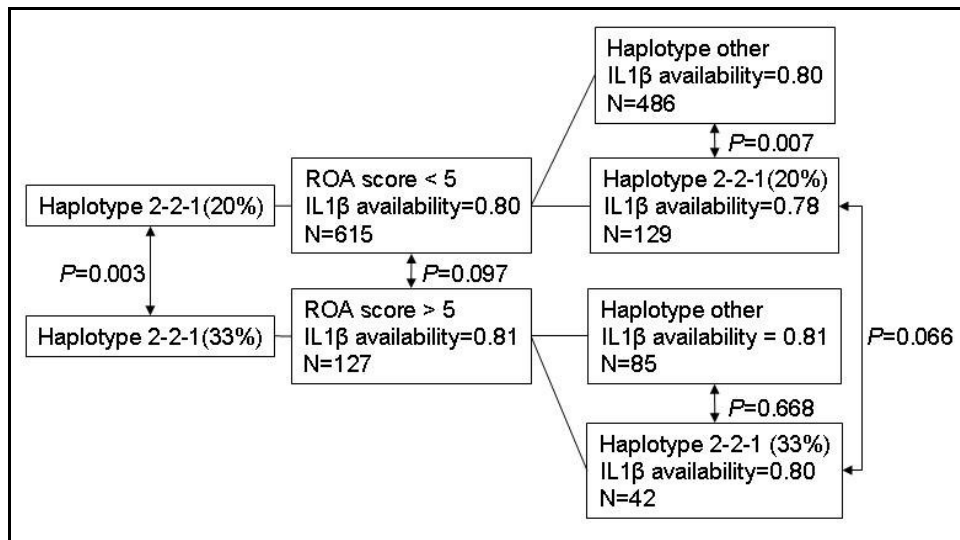 Haplotype other
IL1β availability=0.80
N=486
P=0.007
Haplotype 2-2-1(20%)
ROA score < 5
IL1β availability=0.80
N=615
Haplotype 2-2-1(20%)
IL1β availability=0.78
N=129
P=0.003
P=0.097
Haplotype 2-2-1(33%)
ROA score > 5
IL1β availability=0.81
N=127
Haplotype other
IL1β availability = 0.81
N=85
P=0.066
P=0.668
Haplotype 2-2-1 (33%)
IL1β availability=0.80
N=42